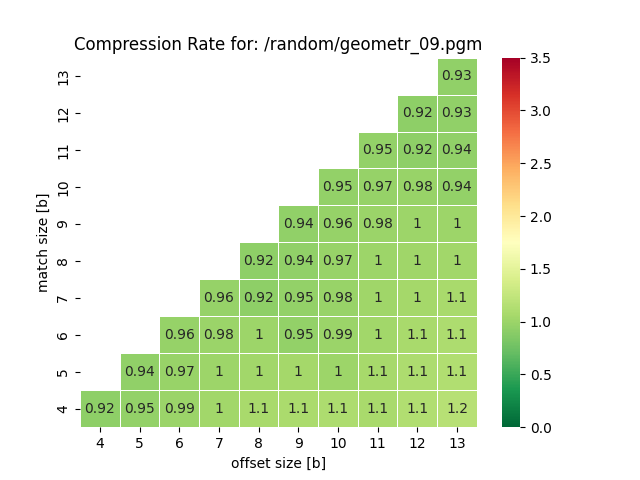 Compression Rate for: /random/geometr_09.pgm
13 0.93
12 0.92 0.93
11 0.95 0.92 0.94
10 0.95 0.97 0.98 0.94
9 0.94 0.96 0.98 1 1
8 0.92 0.94 0.97 1 1 1
7 0.96 0.92 0.95 0.98 1 1 1.1
6 0.96 0.98 1 0.95 0.99 1 1.1 1.1
5 0.94 0.97 1 1 1 1 1.1 1.1 1.1
4 0.92 0.95 0.99 1 1.1 1.1 1.1 1.1 1.1 1.2
4 5 6 7 8 9 10 11 12 13
offset size [b]
match size [b]
3.5
3.0
2.5
2.0
1.5
1.0
0.5
0.0